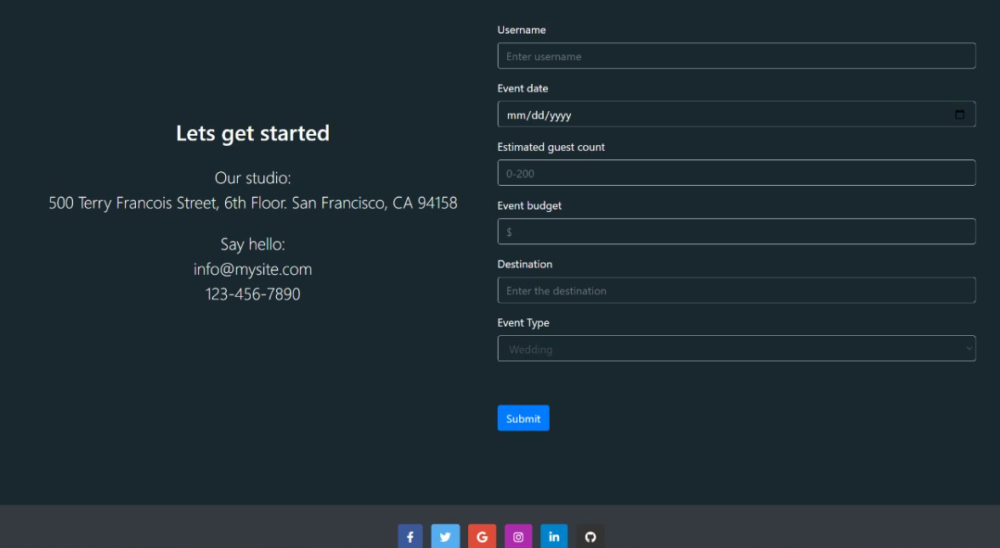 Lets get started
Our studio:
500 Terry Francois Street, 6th Floor. San Francisco, CA 94158
Say hello:
info@mysite.com
123-456-7890
Username
Enter username
Event date
mm/dd/yyyy
Estimated guest count
0-200
Event budget
$
Destination
Enter the destination
Event Type
Wedding
Submit
f
G
in